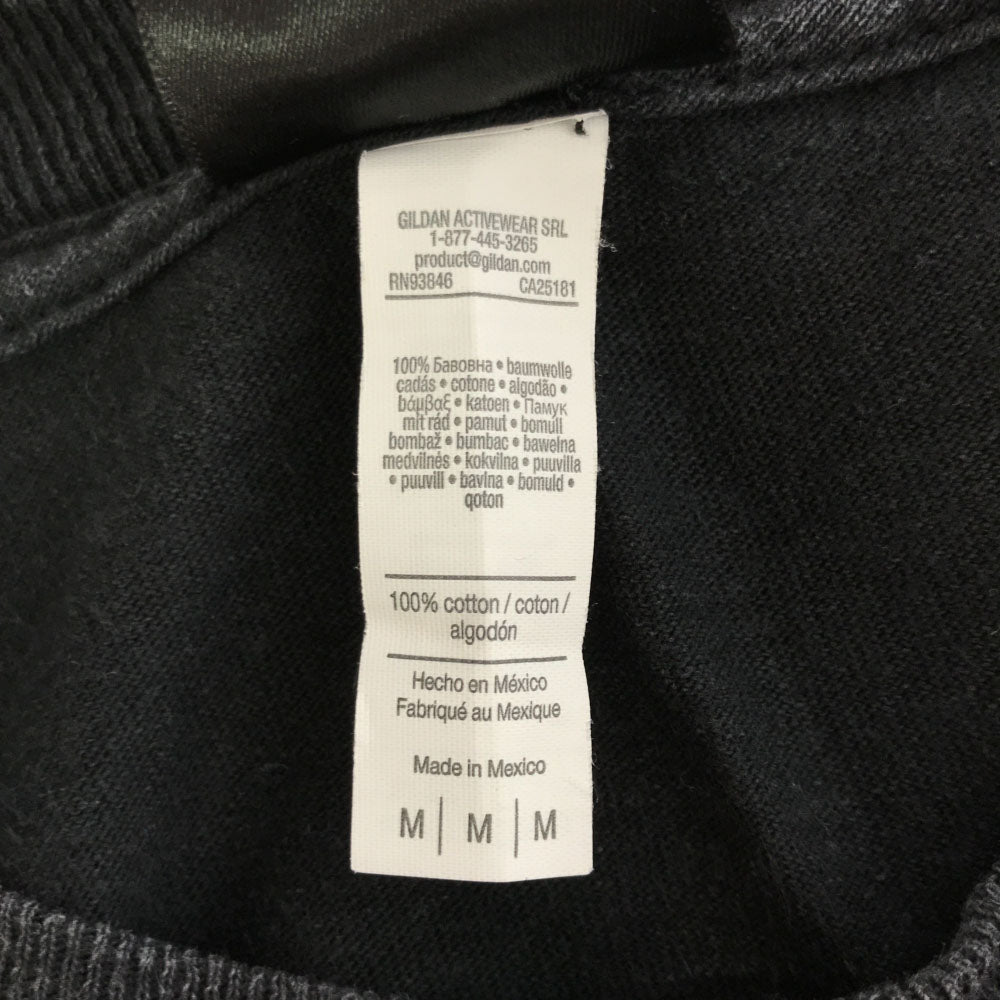 GILDAN ACTIVEWEAR SRL
1-877-445-3265
product@gildan.com
RN93846 CA25181
100% Бавовна • baumwolle
cadás • cotone • algodão •
βάμβαξ • katoen • Памук
mit rád • pamut • bomull
bombaž • bumbac • bawełna
medvilnės • kokvilna • puuvilla
• puuvill • bavlna • bomuld •
qoton
100% cotton / coton /
algodón
Hecho en México
Fabriqué au Mexique
Made in Mexico
M | M | M